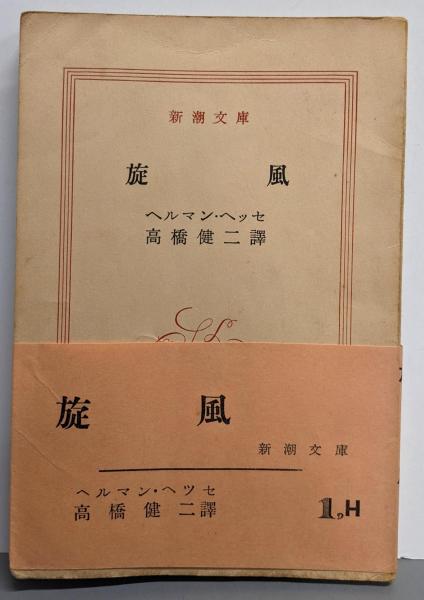 新潮文庫
旋風
ヘルマン・ヘッセ
高橋健二譯
旋風
新潮文庫
ヘルマン・ヘツセ
高橋健二譯